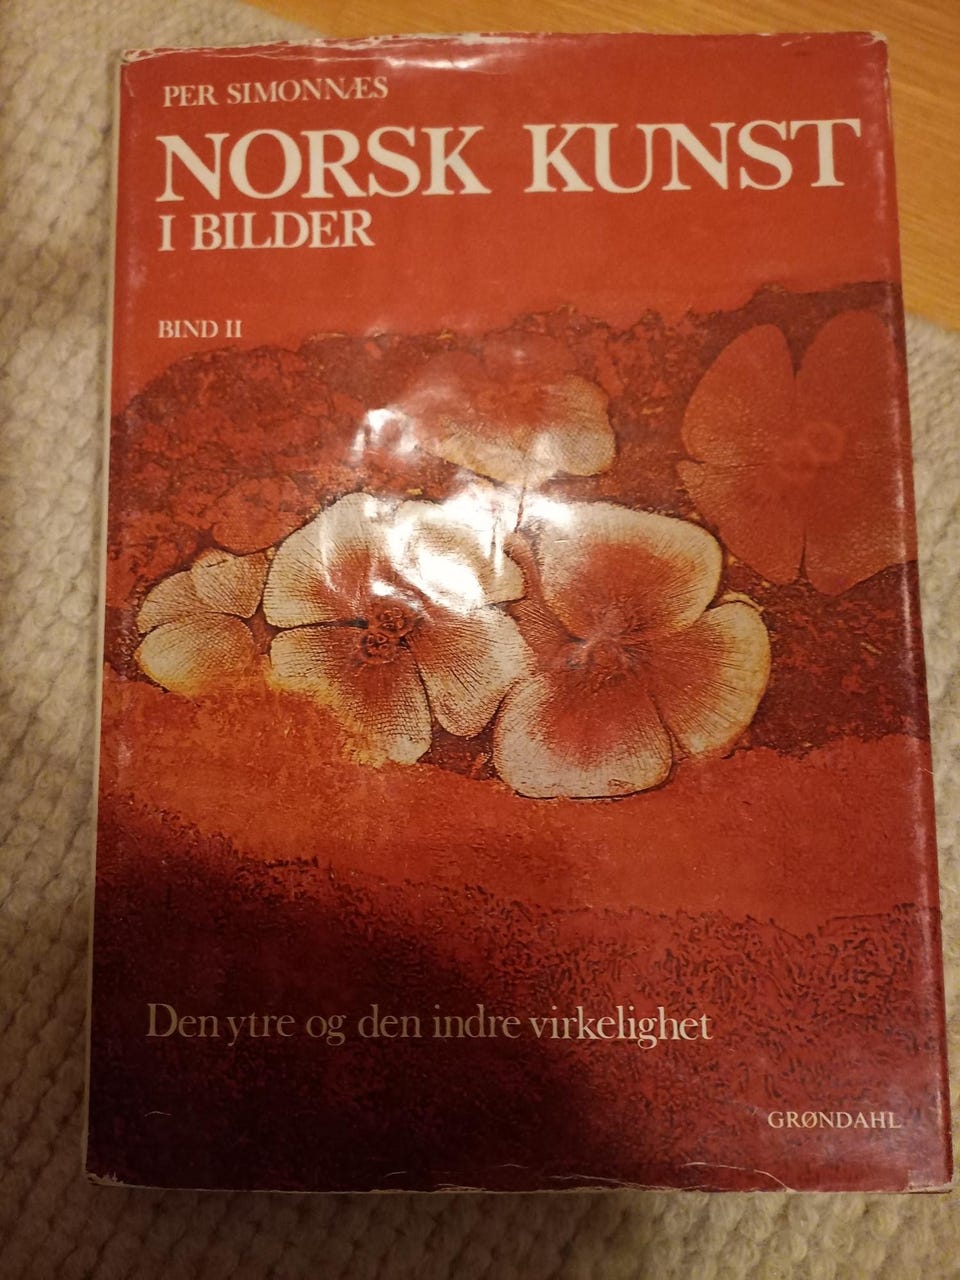 PER SIMONNÆS
NORSK KUNST
I BILDER
BIND II
Den ytre og den indre virkelighet
GRØNDAHL